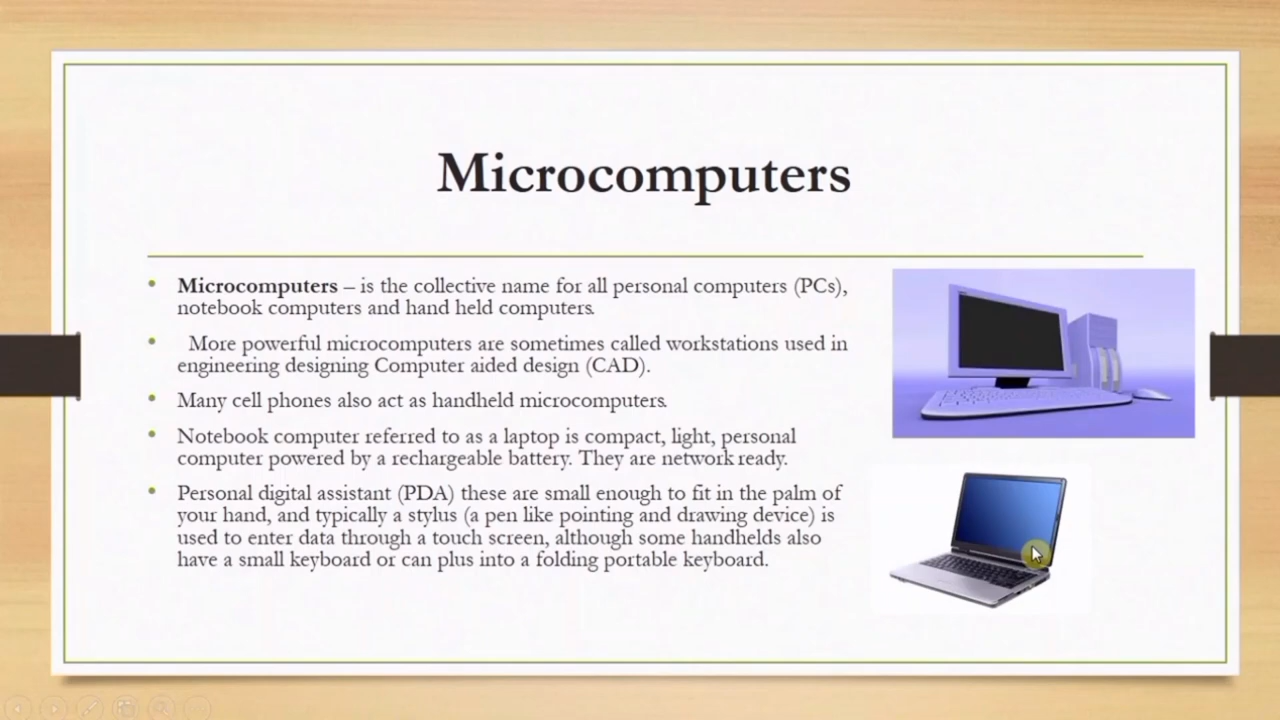 Microcomputers
• Microcomputers – is the collective name for all personal computers (PCs),
notebook computers and hand held computers.
• More powerful microcomputers are sometimes called workstations used in
engineering designing Computer aided design (CAD).
• Many cell phones also act as handheld microcomputers.
• Notebook computer referred to as a laptop is compact, light, personal
computer powered by a rechargeable battery. They are network ready.
• Personal digital assistant (PDA) these are small enough to fit in the palm of
your hand, and typically a stylus (a pen like pointing and drawing device) is
used to enter data through a touch screen, although some handhelds also
have a small keyboard or can plus into a folding portable keyboard.